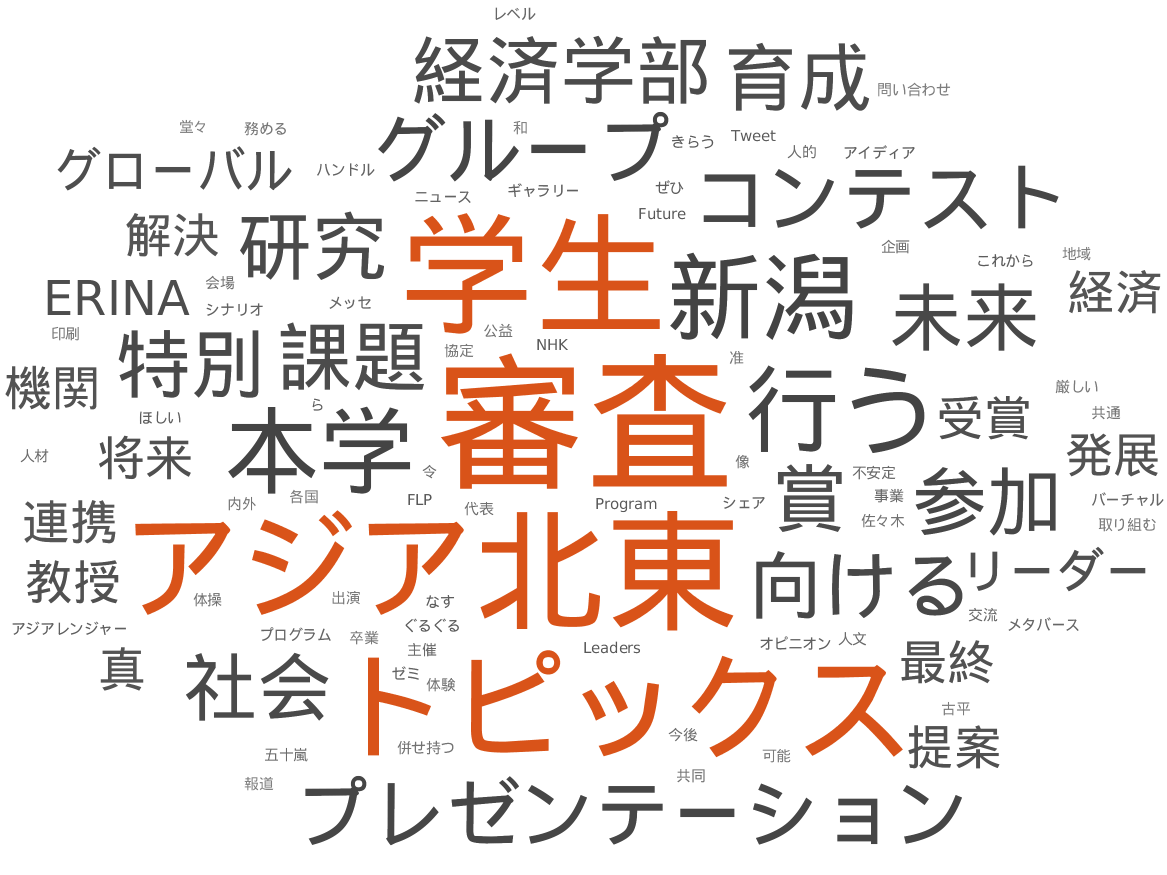 レベル
経済学部 育成
問い合わせ
堂々 務める
グループ 和
きらう Tweet
人的 アイディア
グローバル ハンドル
ニュース ギャラリー
ぜひ
Future
コンテスト
解決 研究
学生
新潟
企画
これから 地域
ERINA 会場
シナリオ メッセ
未来 経済
印刷
特別 課題
公益
協定 NHK
准
機関
審査
行う
厳しい
ほしい ら
本学
受賞 共通
人材 将来
令 像
賞 不安定
参加 発展
連携 内外 各国 FLP 代表 Program シェア
事業
佐々木
バーチャル
取り組む
アジア 北東
教授
向ける リーダー
体操 出演 なす
ぐるぐる
交流 メタバース
アジアレンジャー
プログラム 卒業
主催 Leaders オピニオン 人文
真 社会
ゼミ 体験
トピックス
最終
古平
今後
併せ持つ
五十嵐
可能
提案
報道
共同
プレゼンテーション